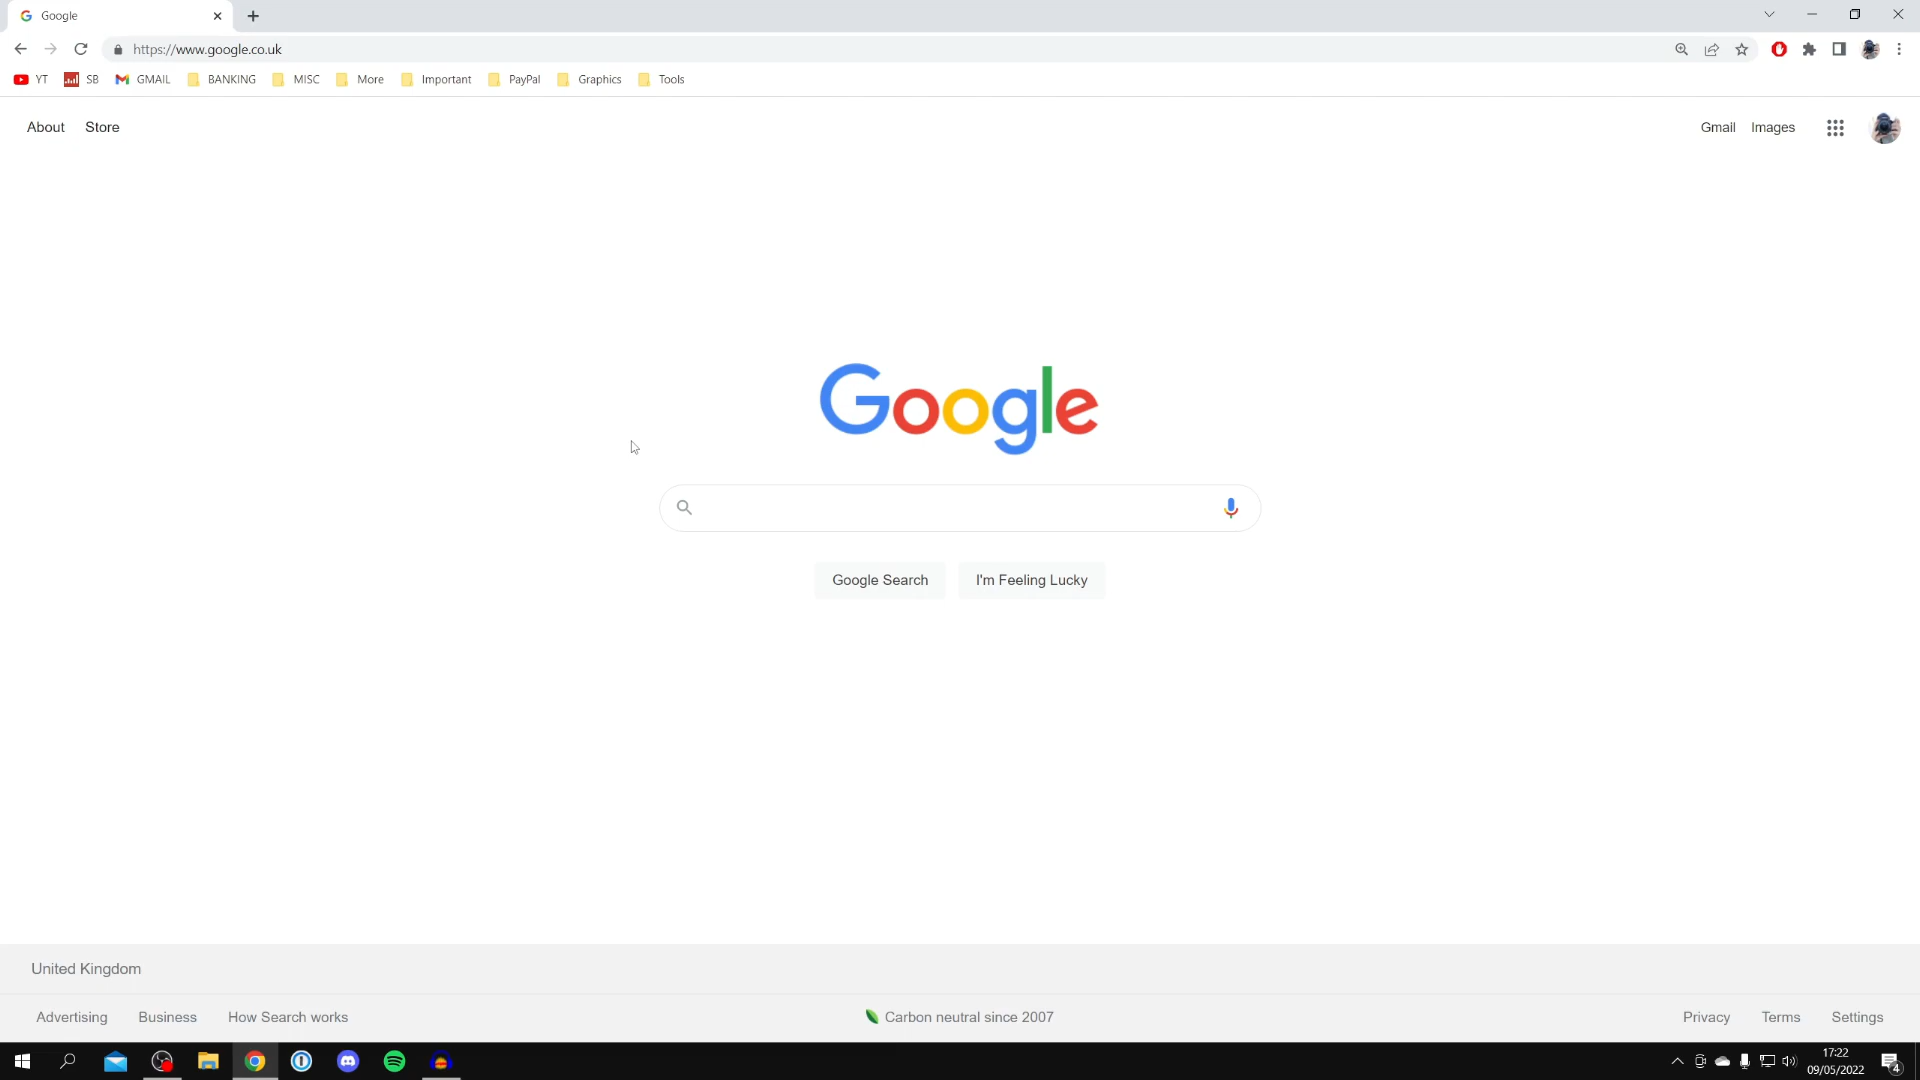 Google
https://www.google.co.uk
YT SB GMAIL BANKING MISC More Important PayPal Graphics Tools
About Store Gmail Images
Google
Google Search I'm Feeling Lucky
United Kingdom
Advertising Business How Search works Carbon neutral since 2007 Privacy Terms Settings
17:22
09/05/2022
4